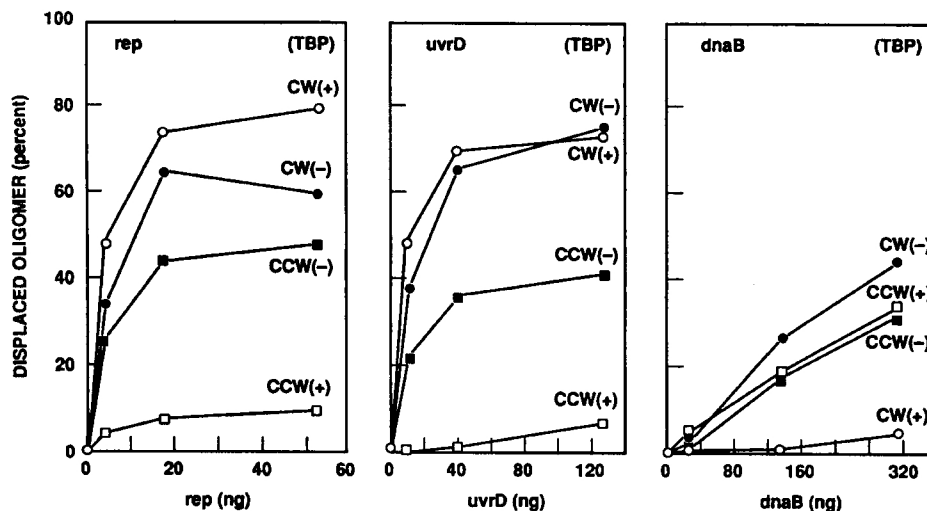 DISPLACED OLIGOMER (percent)
100
80
60
40
20
0
rep (TBP)
CW(+)
CW(–)
CCW(–)
CCW(+)
0 20 40 60
rep (ng)
uvrD (TBP)
CW(–)
CW(+)
CCW(–)
CCW(+)
0 40 80 120
uvrD (ng)
dnaB (TBP)
CW(–)
CCW(+)
CCW(–)
CW(+)
0 80 160 240 320
dnaB (ng)